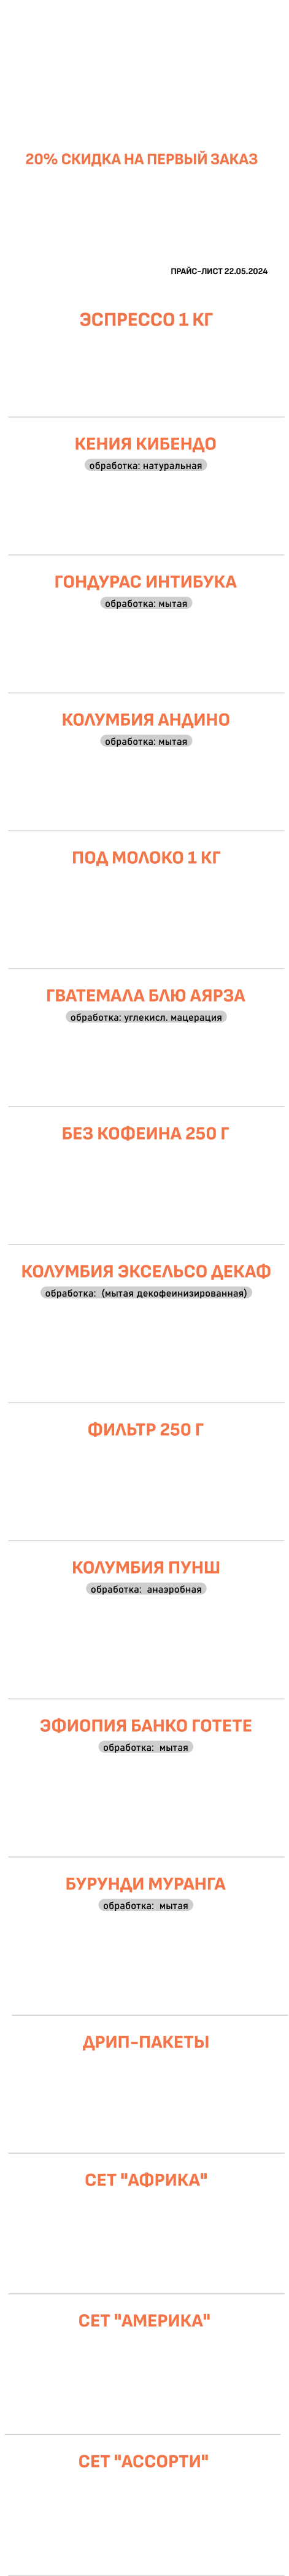 20% СКИДКА НА ПЕРВЫЙ ЗАКАЗ
ПРАЙС-ЛИСТ 22.05.2024
ЭСПРЕССО 1 КГ
КЕНИЯ КИБЕНДО
обработка: натуральная
ГОНДУРАС ИНТИБУКА
обработка: мытая
КОЛУМБИЯ АНДИНО
обработка: мытая
ПОД МОЛОКО 1 КГ
ГВАТЕМАЛА БЛЮ АЯРЗА
обработка: углекисл. мацерация
БЕЗ КОФЕИНА 250 Г
КОЛУМБИЯ ЭКСЕЛЬСО ДЕКАФ
обработка: (мытая декофеинизированная)
ФИЛЬТР 250 Г
КОЛУМБИЯ ПУНШ
обработка: анаэробная
ЭФИОПИЯ БАНКО ГОТЕТЕ
обработка: мытая
БУРУНДИ МУРАНГА
обработка: мытая
ДРИП-ПАКЕТЫ
СЕТ "АФРИКА"
СЕТ "АМЕРИКА"
СЕТ "АССОРТИ"